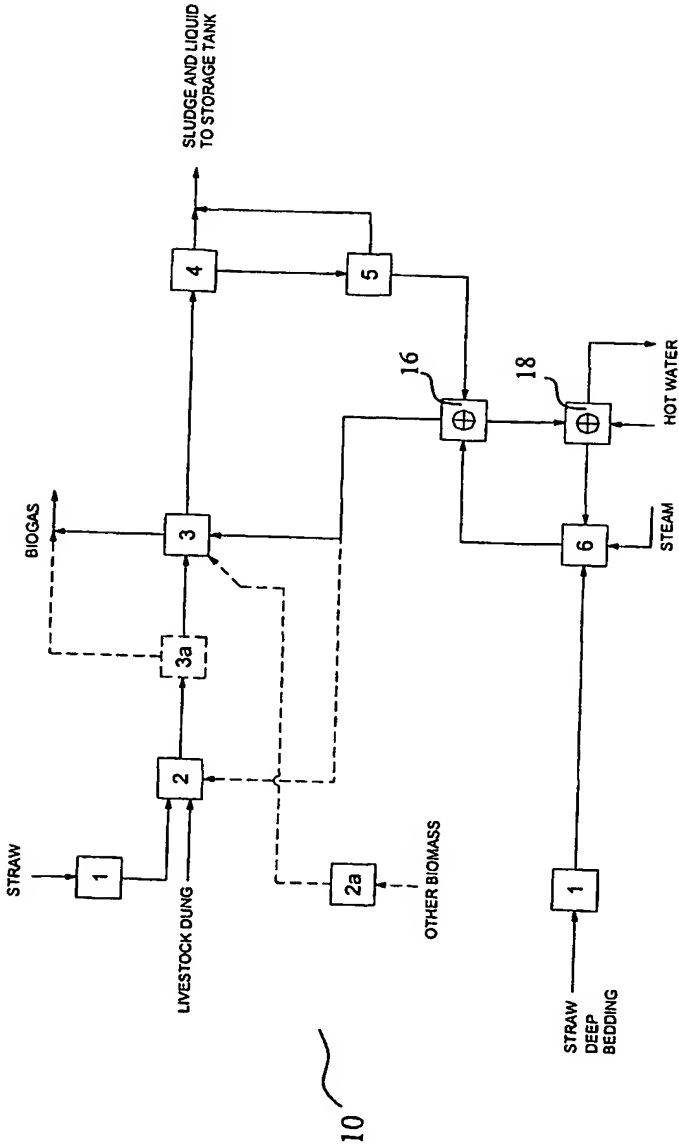 SLUDGE AND LIQUID
TO STORAGE TANK
BIOGAS
4
5
3
3a
STRAW
1
2
LIVESTOCK DUNG
2a
OTHER BIOMASS
16
18
HOT WATER
6
STEAM
1
STRAW
DEEP
BEDDING
10